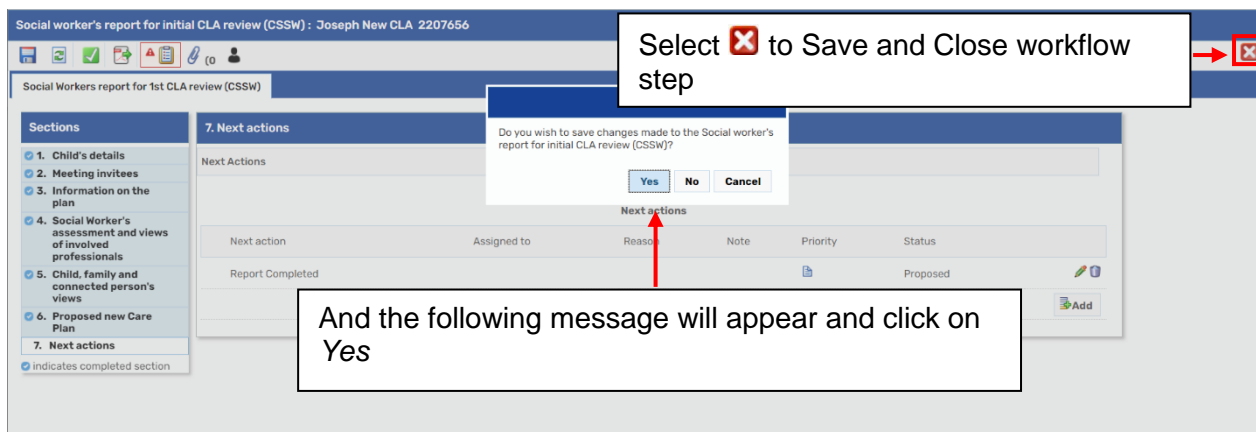 Social worker's report for initial CLA review (CSSW) : Joseph New CLA 2207656
Select to Save and Close workflow
step
(0
Social Workers report for 1st CLA review (CSSW)
Sections
1. Child's details
2. Meeting invitees
3. Information on the
plan
4. Social Worker's
assessment and views
of involved
professionals
5. Child, family and
connected person's
views
6. Proposed new Care
Plan
7. Next actions
indicates completed section
7. Next actions
Next Actions
Do you wish to save changes made to the Social worker's
report for initial CLA review (CSSW)?
Yes No Cancel
Next actions
Next action Assigned to Reason Note Priority Status
Report Completed Proposed
Add
And the following message will appear and click on
Yes